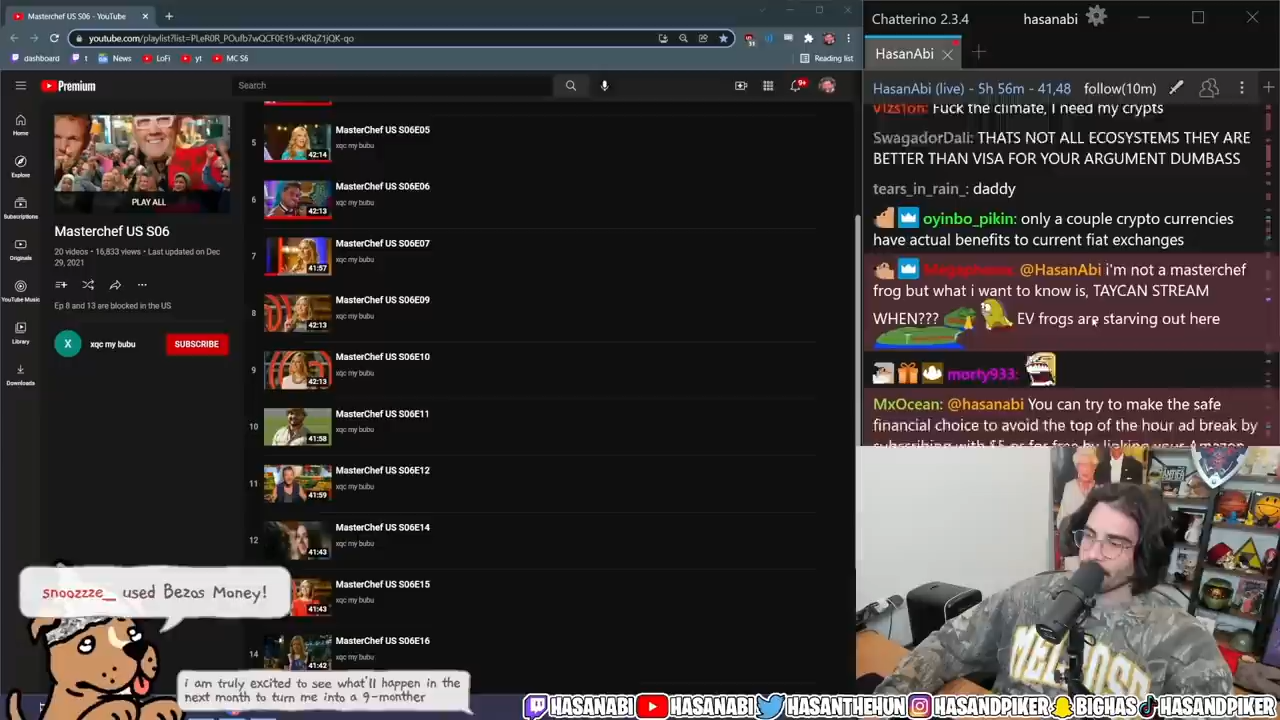 Masterchef US S06 - YouTube
youtube.com/playlist?list=PLeR0R_POufb7wQCF0E19-vKRqZ1jQK-qo
dashboard
t
News
LoFi
yt
MC S6
Reading list
Premium
Search
9+
Home
Explore
Subscriptions
Originals
YouTube Music
Library
Downloads
PLAY ALL
Masterchef US S06
20 videos • 16,833 views • Last updated on Dec
29, 2021
Ep 8 and 13 are blocked in the US
X
xqc my bubu
SUBSCRIBE
5
42:14
MasterChef US S06E05
xqc my bubu
6
42:13
MasterChef US S06E06
xqc my bubu
7
41:57
MasterChef US S06E07
xqc my bubu
8
42:13
MasterChef US S06E09
xqc my bubu
9
42:13
MasterChef US S06E10
xqc my bubu
10
41:58
MasterChef US S06E11
xqc my bubu
11
41:59
MasterChef US S06E12
xqc my bubu
12
41:43
MasterChef US S06E14
xqc my bubu
41:43
MasterChef US S06E15
xqc my bubu
14
41:42
MasterChef US S06E16
xqc my bubu
snoozzze_ used Bezos Money!
i am truly excited to see what'll happen in the
next month to turn me into a 9-monther
Chatterino 2.3.4
hasanabi
HasanAbi
HasanAbi (live) - 5h 56m - 41,48
follow(10m)
Fuck the climate, I need my crypts
SwagadorDali: THATS NOT ALL ECOSYSTEMS THEY ARE
BETTER THAN VISA FOR YOUR ARGUMENT DUMBASS
tears_in_rain_: daddy
oyinbo_pikin: only a couple crypto currencies
have actual benefits to current fiat exchanges
@HasanAbi i'm not a masterchef
frog but what i want to know is, TAYCAN STREAM
WHEN??? EV frogs are starving out here
morty933:
MxOcean: @hasanabi You can try to make the safe
financial choice to avoid the top of the hour ad break by
subscribing with $5 or for free by linking your Amazon
HASANABI
HASANABI
HASANTHEHUN
HASANDPIKER
BIGHAS
HASANDPIKER